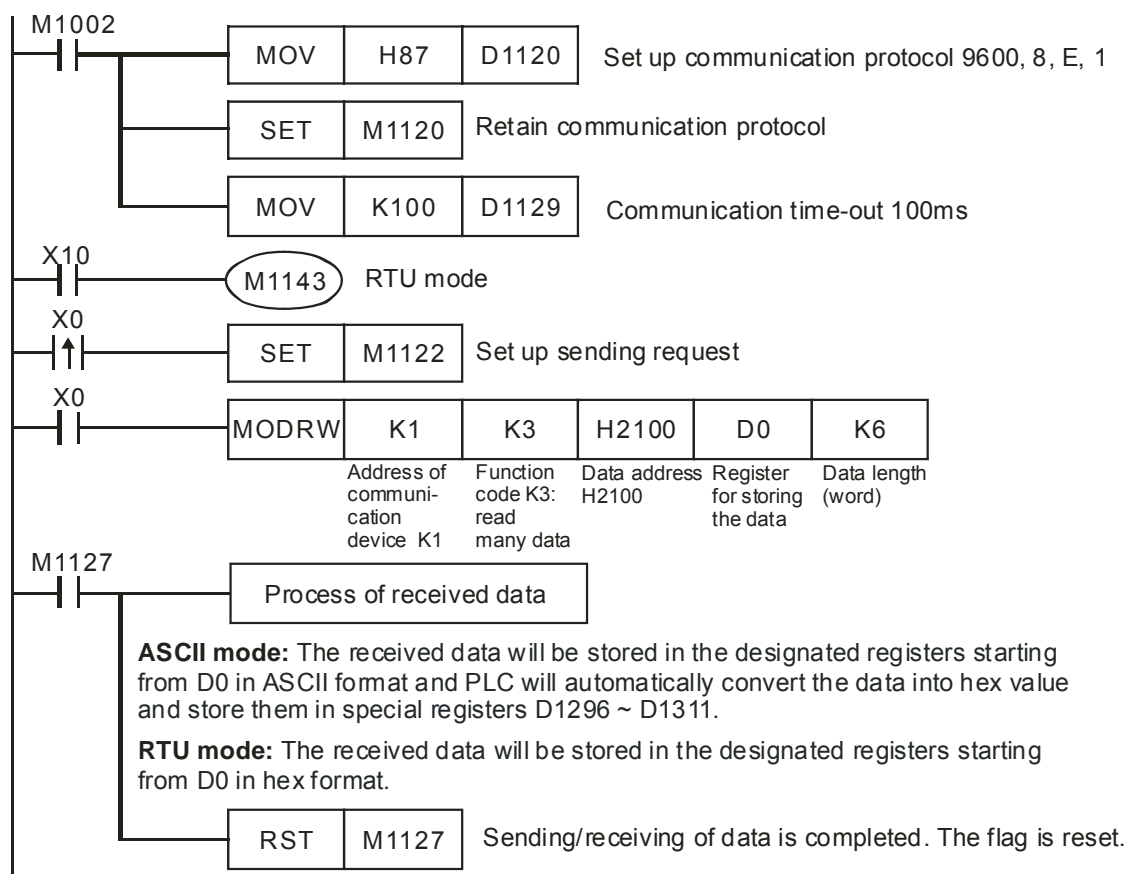 M1002
MOV H87 D1120 Set up communication protocol 9600, 8, E, 1
SET M1120 Retain communication protocol
MOV K100 D1129 Communication time-out 100ms
X10
M1143 RTU mode
X0
SET M1122 Set up sending request
X0
MODRW K1 K3 H2100 D0 K6
Address of
communi-
cation
device K1
Function
code K3:
read
many data
Data address
H2100
Register
for storing
the data
Data length
(word)
M1127
Process of received data
ASCII mode: The received data will be stored in the designated registers starting
from D0 in ASCII format and PLC will automatically convert the data into hex value
and store them in special registers D1296 ~ D1311.
RTU mode: The received data will be stored in the designated registers starting
from D0 in hex format.
RST M1127 Sending/receiving of data is completed. The flag is reset.